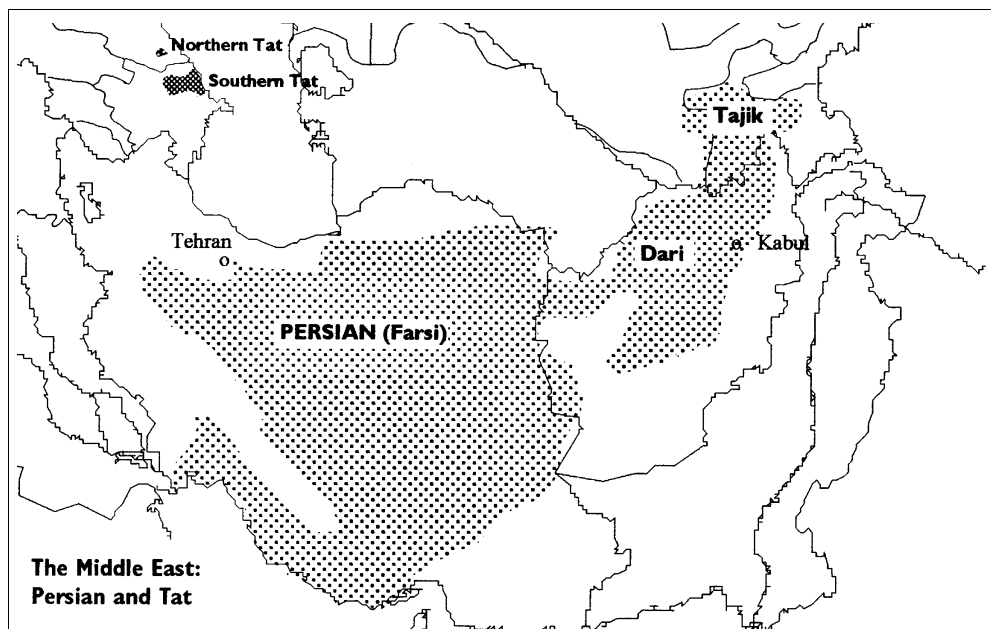 Northern Tat
Southern Tat
Tajik
Tehran
Kabul
Dari
PERSIAN (Farsi)
The Middle East:
Persian and Tat